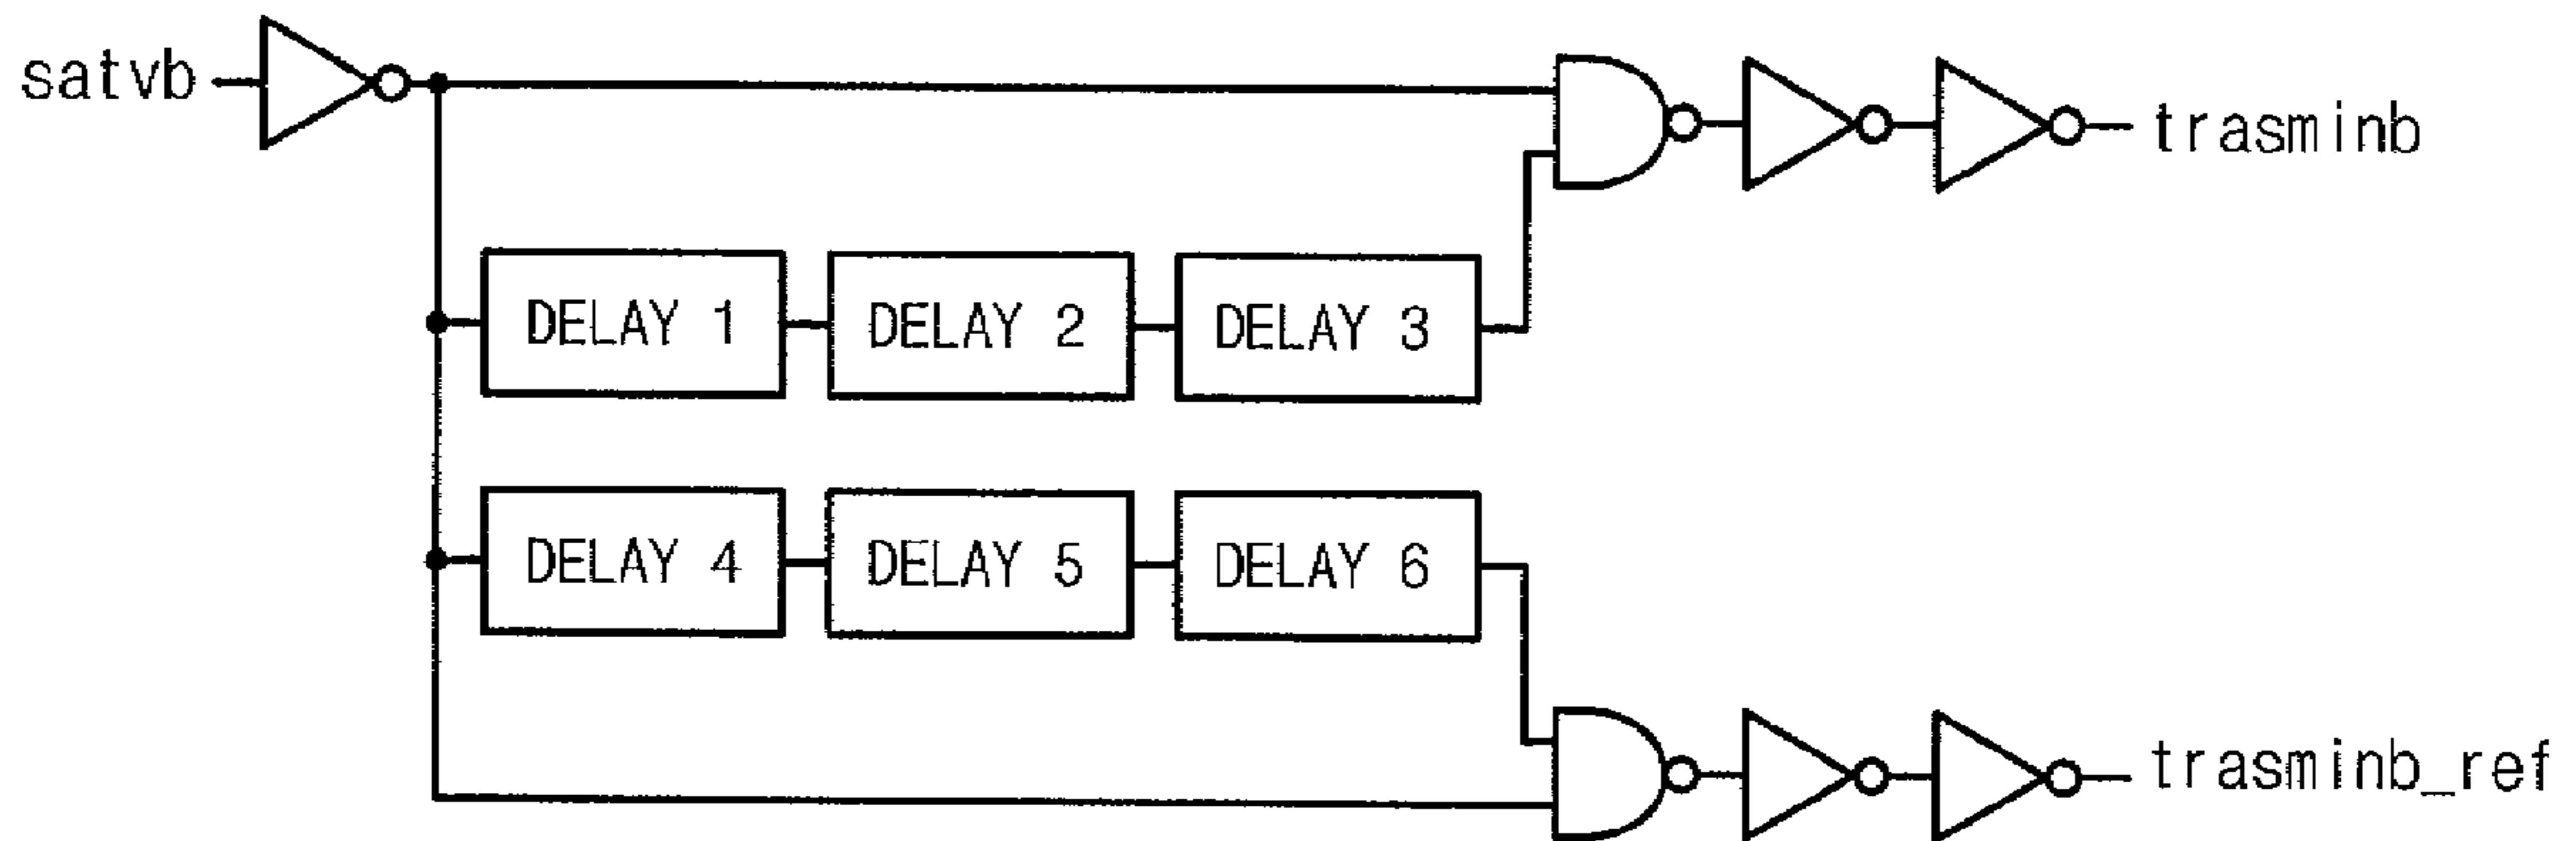 satvb
trasminb
DELAY 1
DELAY 2
DELAY 3
DELAY 4
DELAY 5
DELAY 6
trasminb_ref